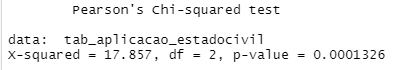 Pearson's Chi-squared test
data:  tab_aplicacao_estadocivil
X-squared = 17.857, df = 2, p-value = 0.0001326